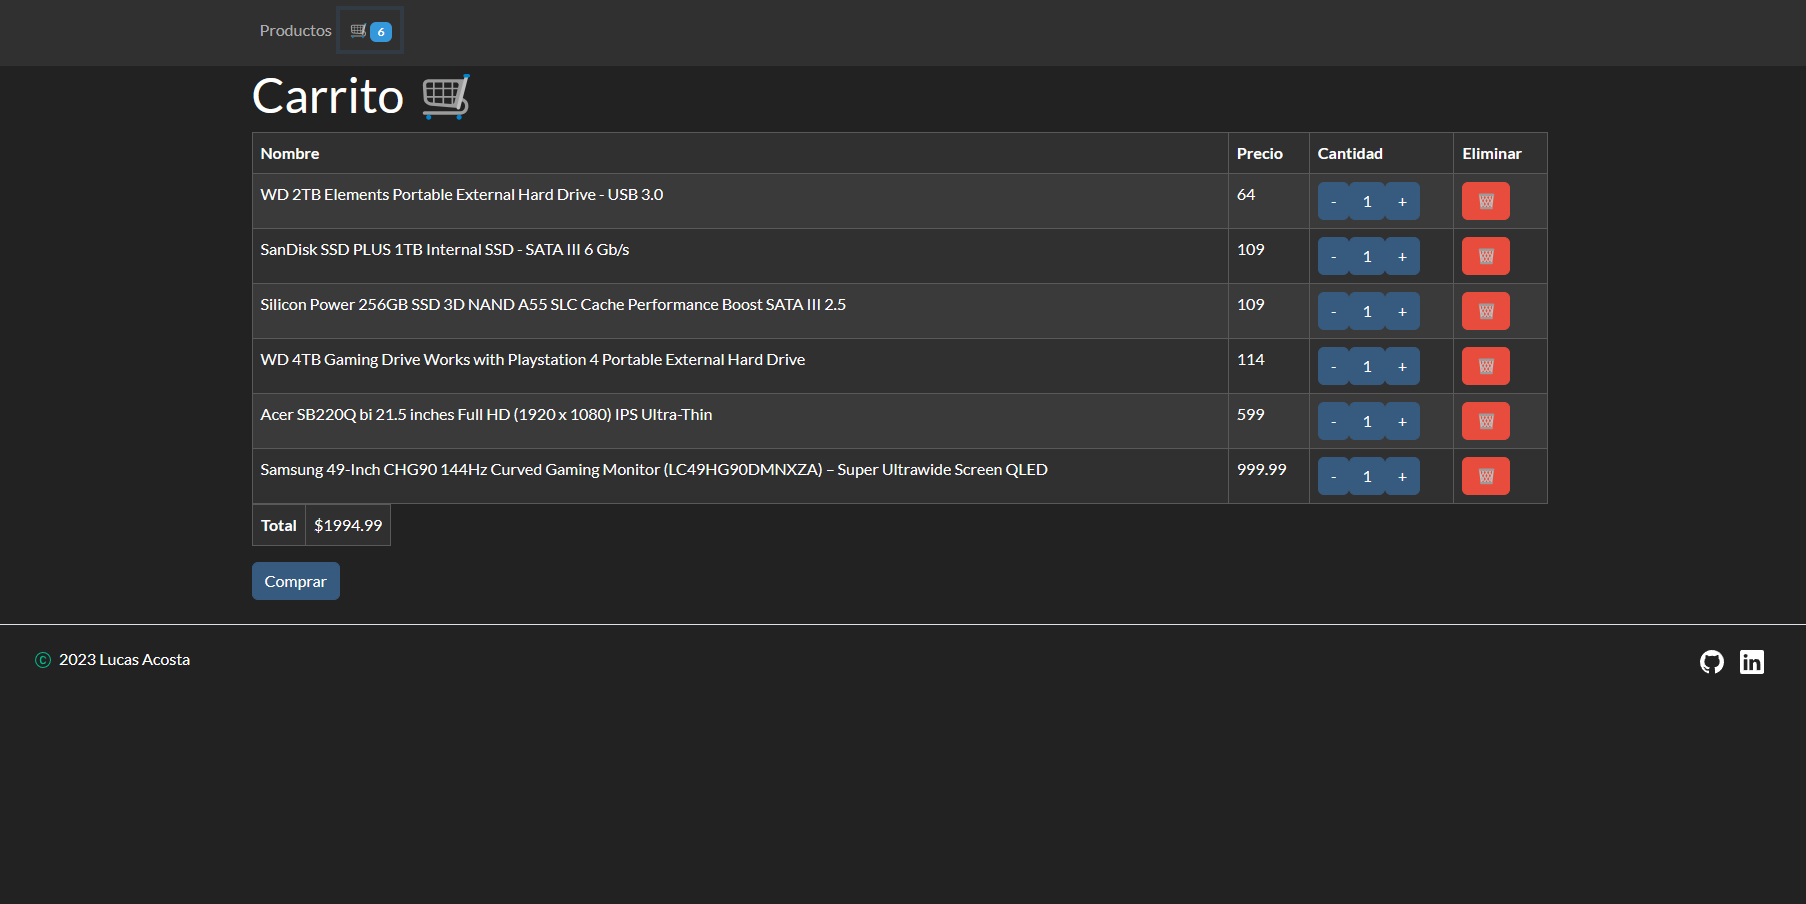 Productos 6
Carrito
Nombre Precio Cantidad Eliminar
WD 2TB Elements Portable External Hard Drive - USB 3.0 64 - 1 +
SanDisk SSD PLUS 1TB Internal SSD - SATA III 6 Gb/s 109 - 1 +
Silicon Power 256GB SSD 3D NAND A55 SLC Cache Performance Boost SATA III 2.5 109 - 1 +
WD 4TB Gaming Drive Works with Playstation 4 Portable External Hard Drive 114 - 1 +
Acer SB220Q bi 21.5 inches Full HD (1920 x 1080) IPS Ultra-Thin 599 - 1 +
Samsung 49-Inch CHG90 144Hz Curved Gaming Monitor (LC49HG90DMNXZA) – Super Ultrawide Screen QLED 999.99 - 1 +
Total $1994.99
Comprar
© 2023 Lucas Acosta in